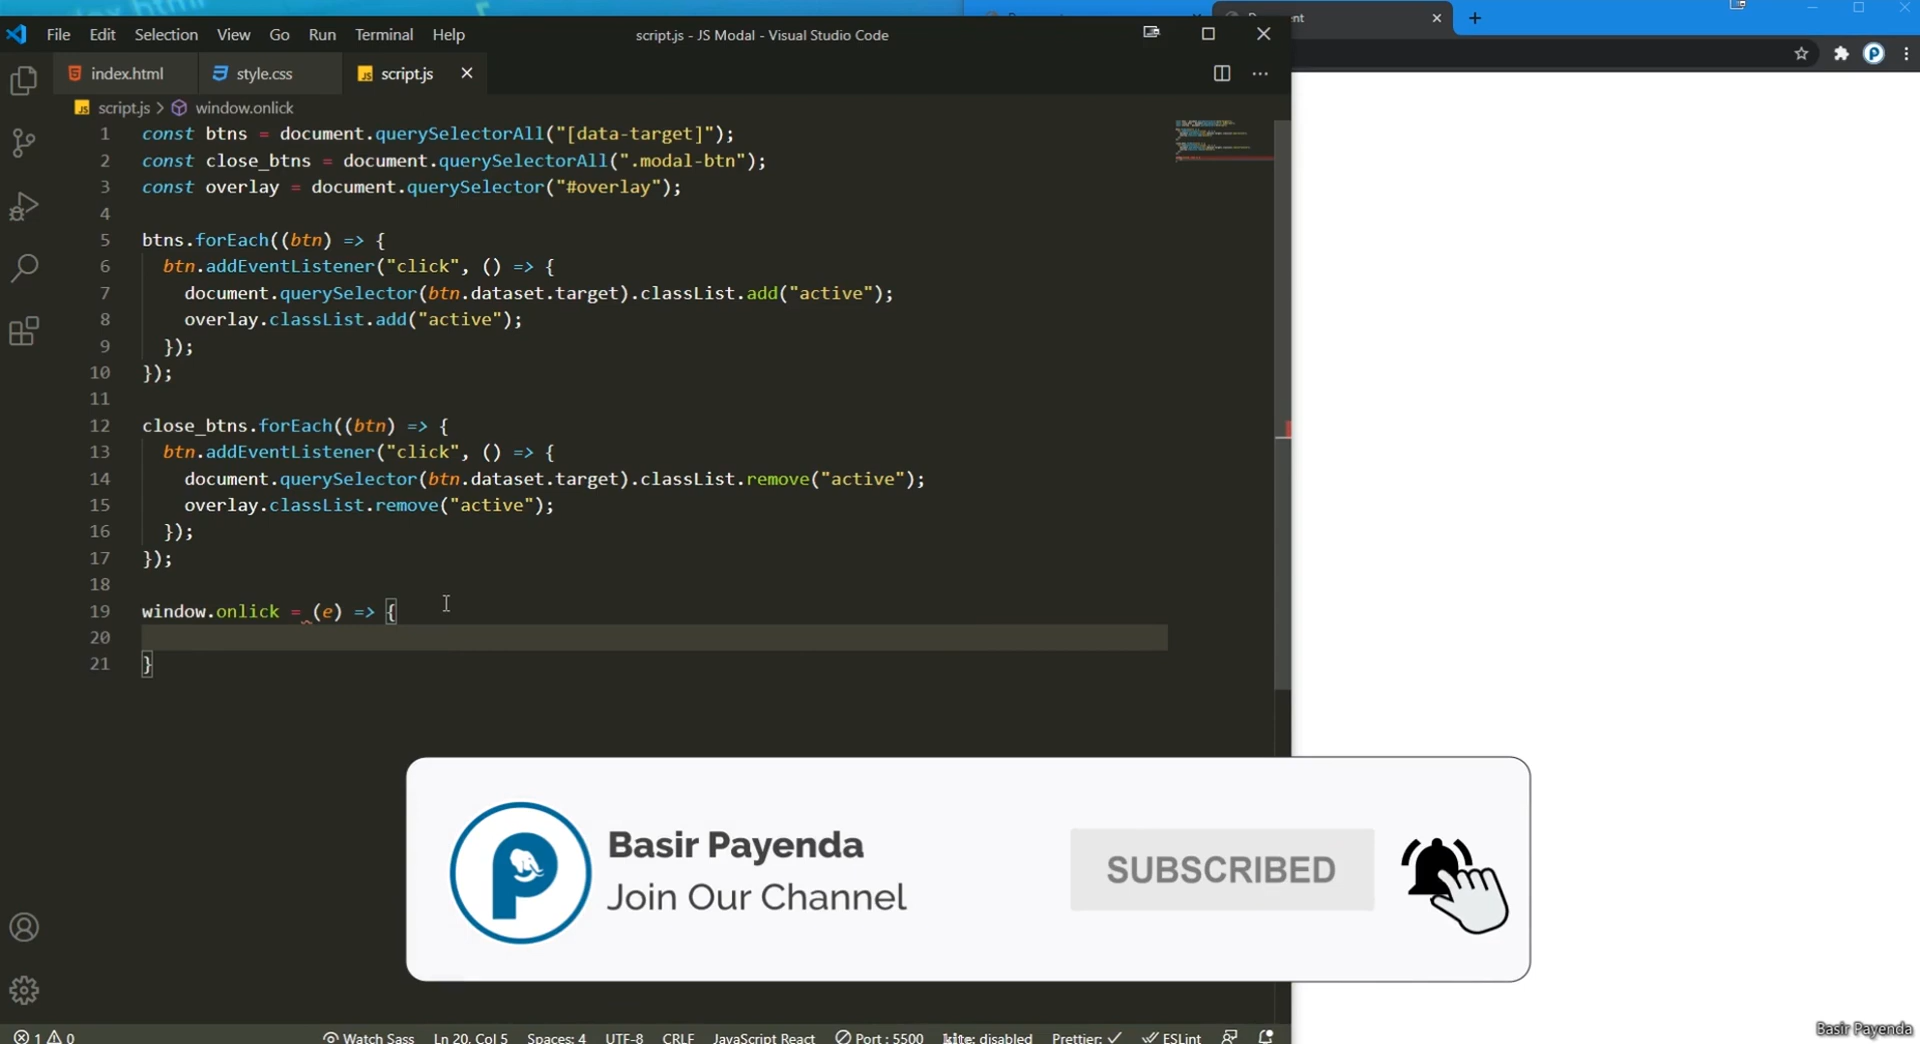 File Edit Selection View Go Run Terminal Help
script.js - JS Modal - Visual Studio Code
index.html
style.css
JS script.js
JS script.js > window.onlick
1 const btns = document.querySelectorAll("[data-target]");
2 const close_btns = document.querySelectorAll(".modal-btn");
3 const overlay = document.querySelector("#overlay");
4
5 btns.forEach((btn) => {
6 btn.addEventListener("click", () => {
7 document.querySelector(btn.dataset.target).classList.add("active");
8 overlay.classList.add("active");
9 });
10 });
11
12 close_btns.forEach((btn) => {
13 btn.addEventListener("click", () => {
14 document.querySelector(btn.dataset.target).classList.remove("active");
15 overlay.classList.remove("active");
16 });
17 });
18
19 window.onlick = (e) => {
20
21 }
P
Basir Payenda
Join Our Channel
SUBSCRIBED
1 0 Watch Sass Ln 20, Col 5 Spaces: 4 UTF-8 CRLF JavaScript React Port : 5500 kite: disabled Prettier: ESLint
Basir Payenda